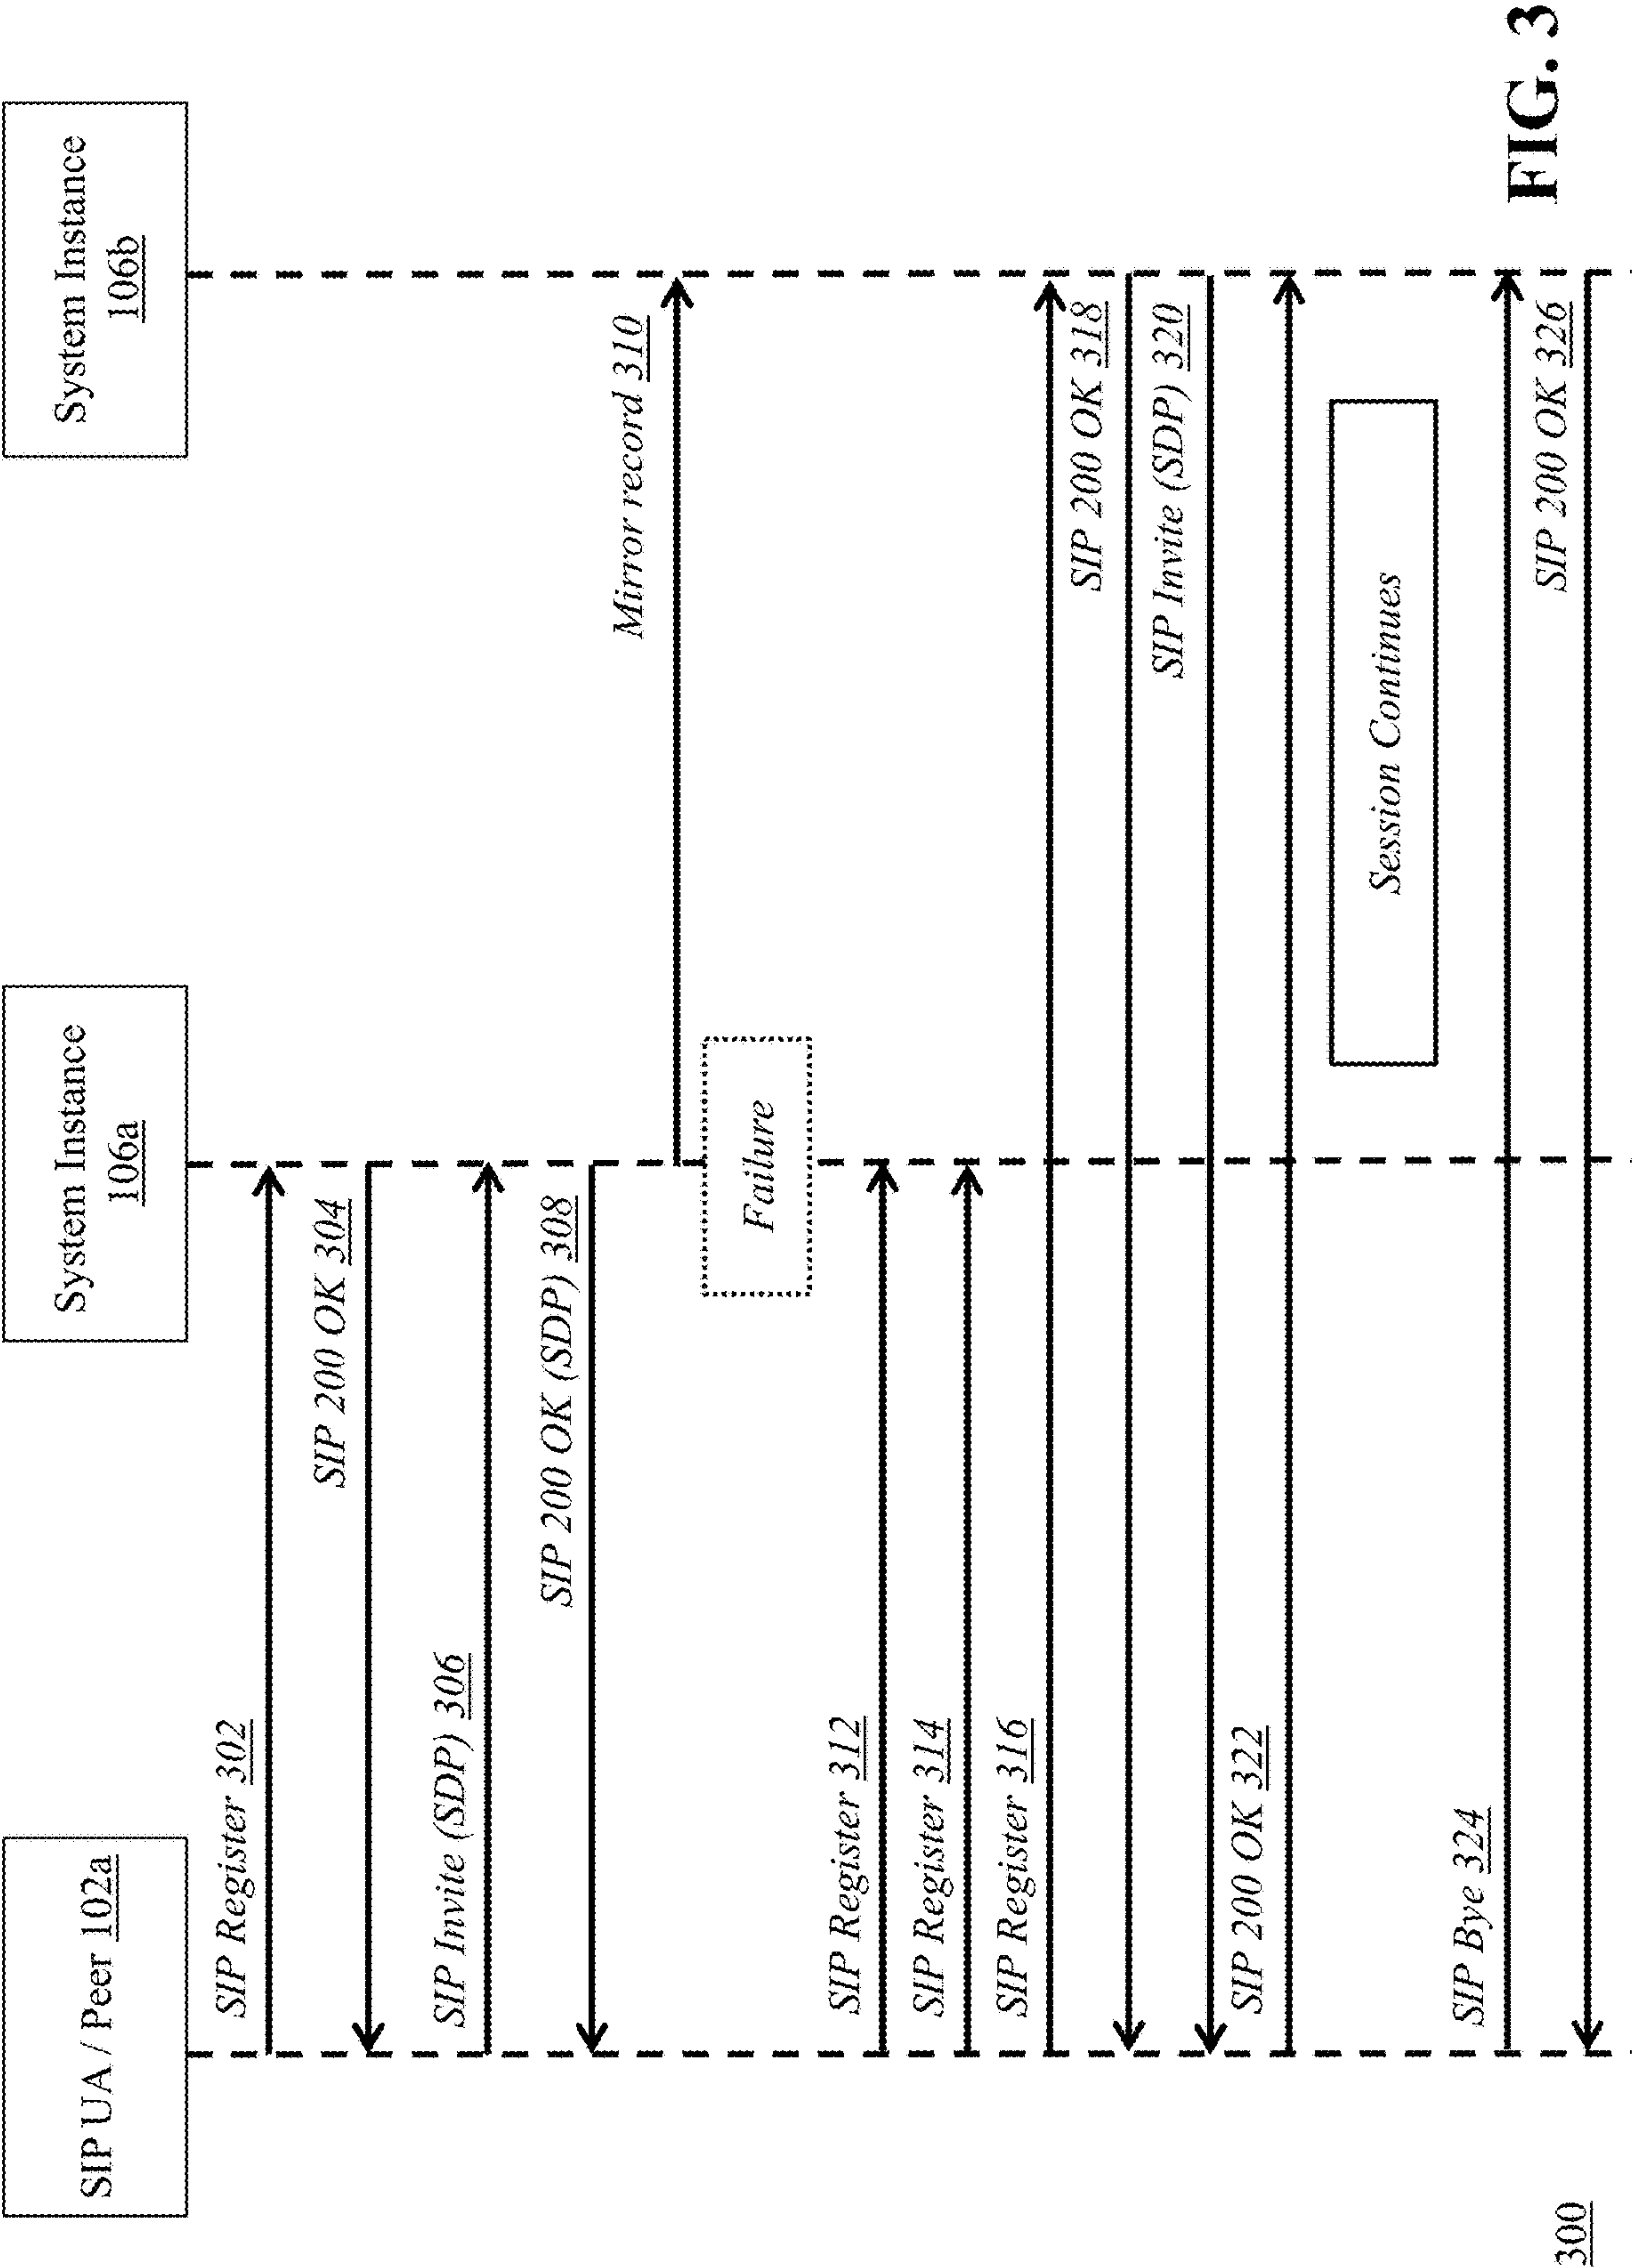 SIP UA / Peer 102a
System Instance
106a
System Instance
106b
SIP Register 302
SIP 200 OK 304
SIP Invite (SDP) 306
SIP 200 OK (SDP) 308
Mirror record 310
Failure
SIP Register 312
SIP Register 314
SIP Register 316
SIP 200 OK 318
SIP Invite (SDP) 320
SIP 200 OK 322
Session Continues
SIP Bye 324
SIP 200 OK 326
300
FIG. 3